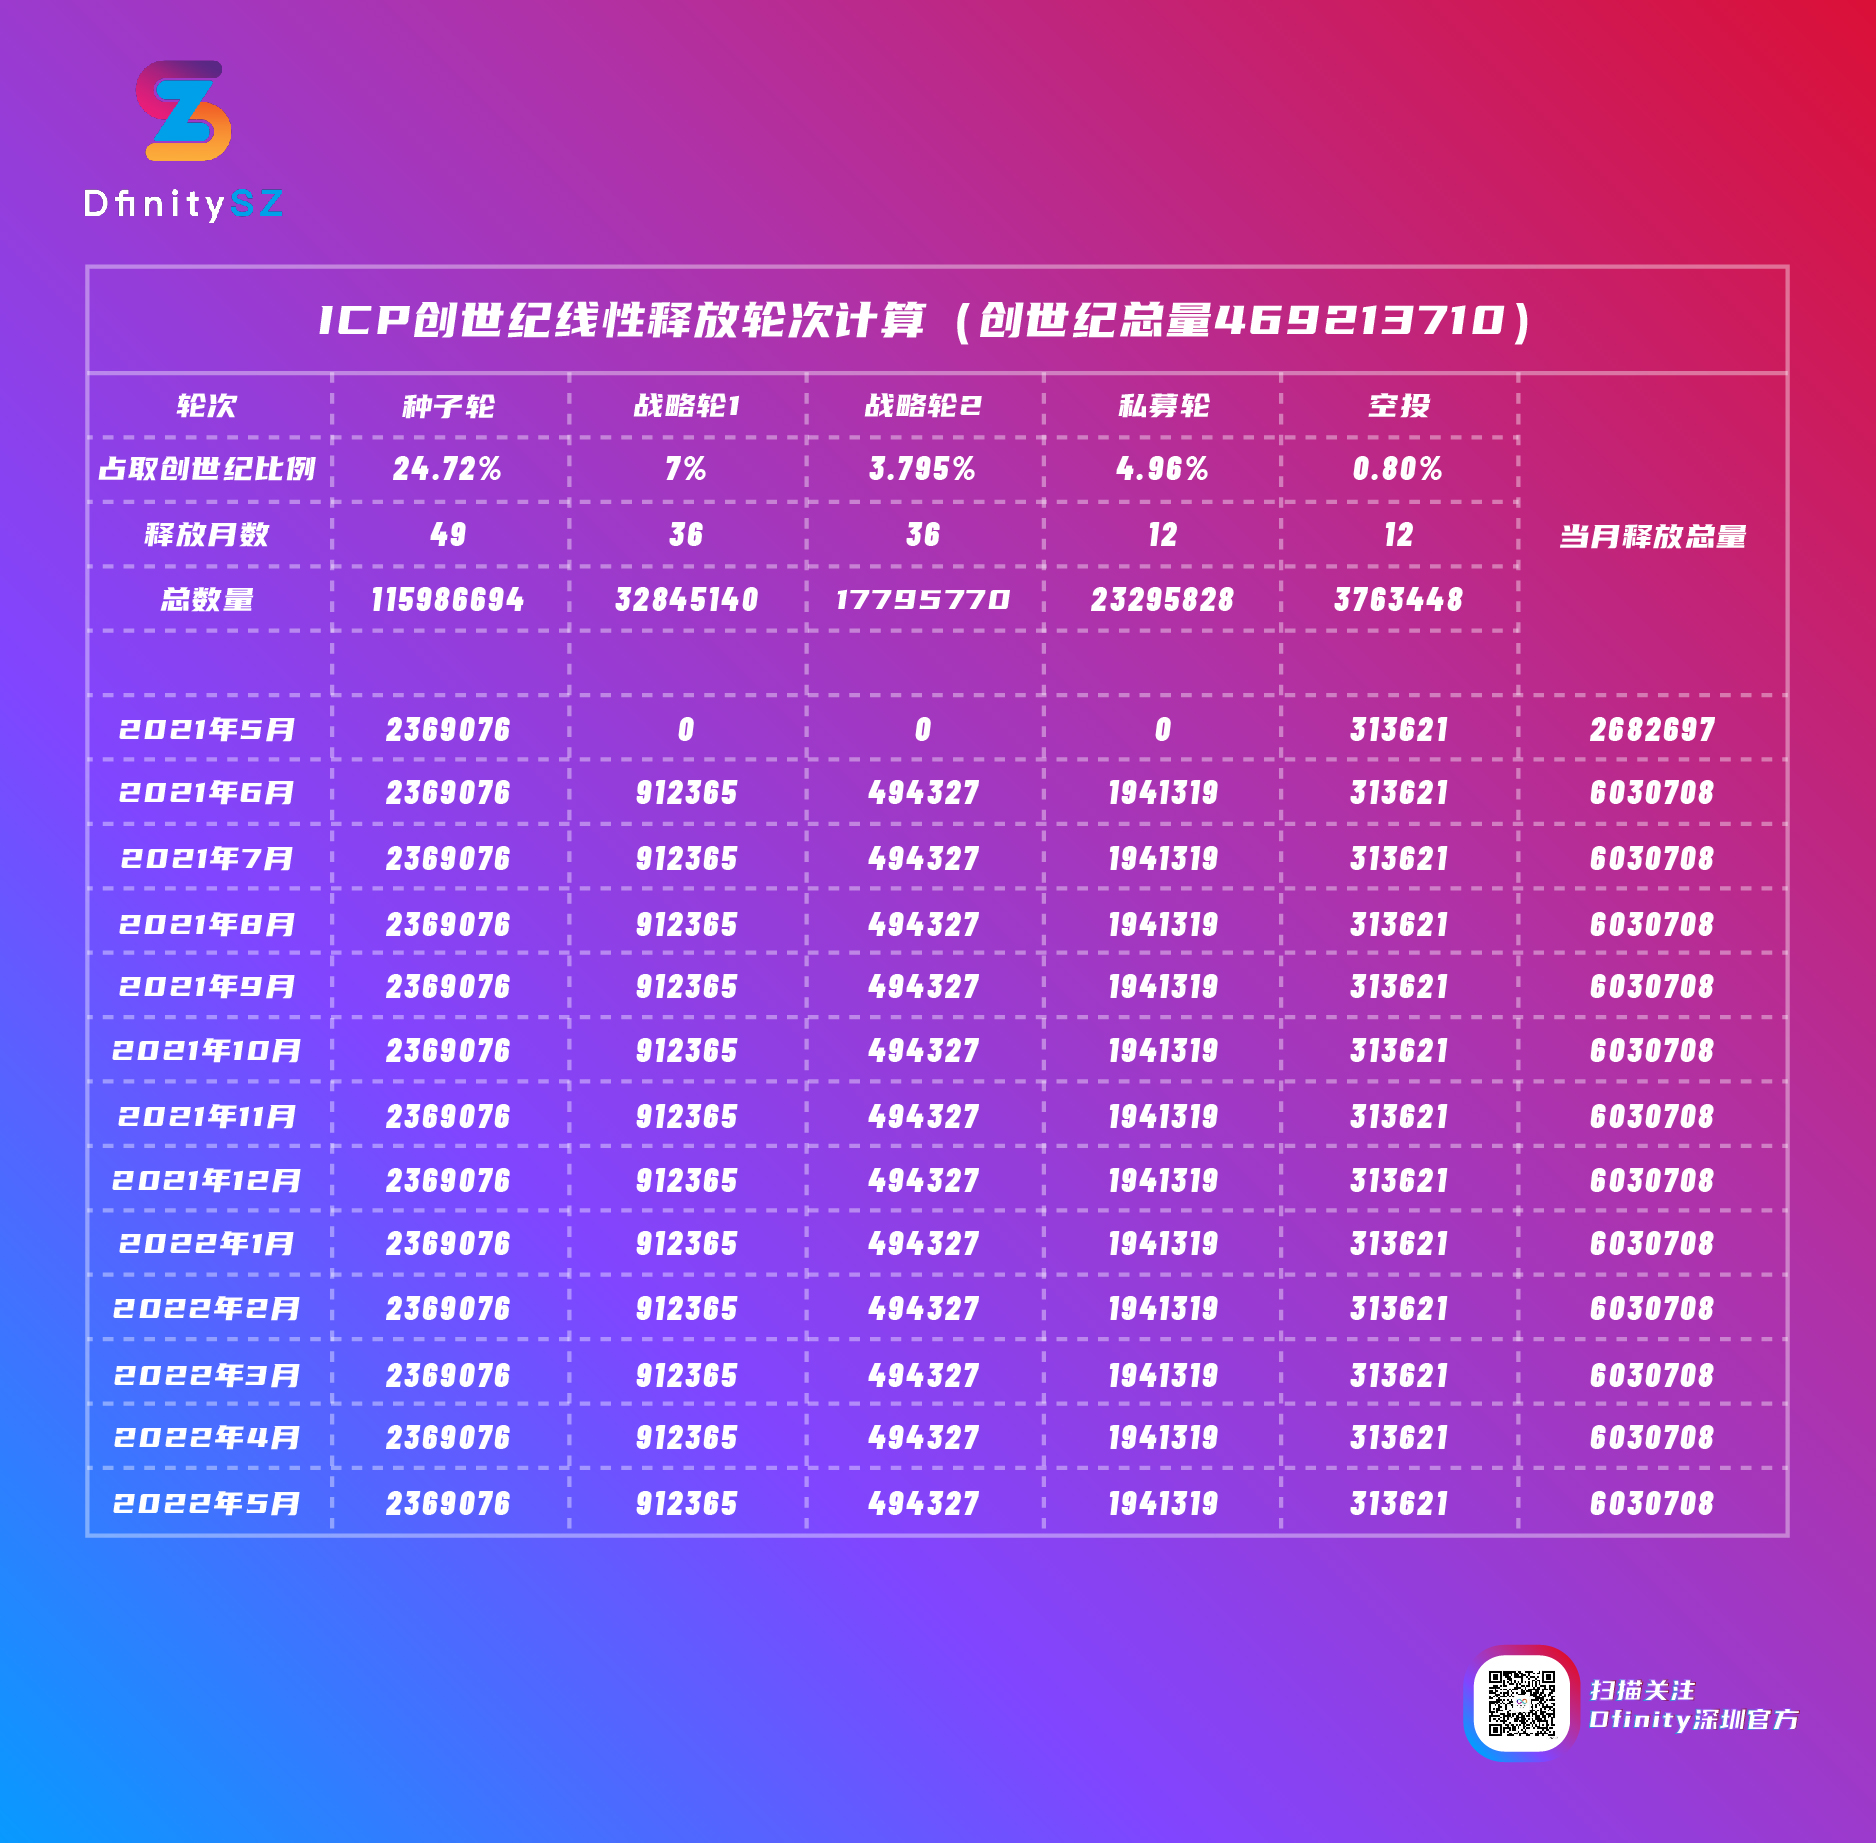 DfinitySZ
ICP创世纪线性释放轮次计算（创世纪总量469213710）
轮次 种子轮 战略轮1 战略轮2 私募轮 空投
占取创世纪比例 24.72% 7% 3.795% 4.96% 0.80%
释放月数 49 36 36 12 12 当月释放总量
总数量 115986694 32845140 17795770 23295828 3763448
2021年5月 2369076 0 0 0 313621 2682697
2021年6月 2369076 912365 494327 1941319 313621 6030708
2021年7月 2369076 912365 494327 1941319 313621 6030708
2021年8月 2369076 912365 494327 1941319 313621 6030708
2021年9月 2369076 912365 494327 1941319 313621 6030708
2021年10月 2369076 912365 494327 1941319 313621 6030708
2021年11月 2369076 912365 494327 1941319 313621 6030708
2021年12月 2369076 912365 494327 1941319 313621 6030708
2022年1月 2369076 912365 494327 1941319 313621 6030708
2022年2月 2369076 912365 494327 1941319 313621 6030708
2022年3月 2369076 912365 494327 1941319 313621 6030708
2022年4月 2369076 912365 494327 1941319 313621 6030708
2022年5月 2369076 912365 494327 1941319 313621 6030708
扫描关注
Dfinity深圳官方